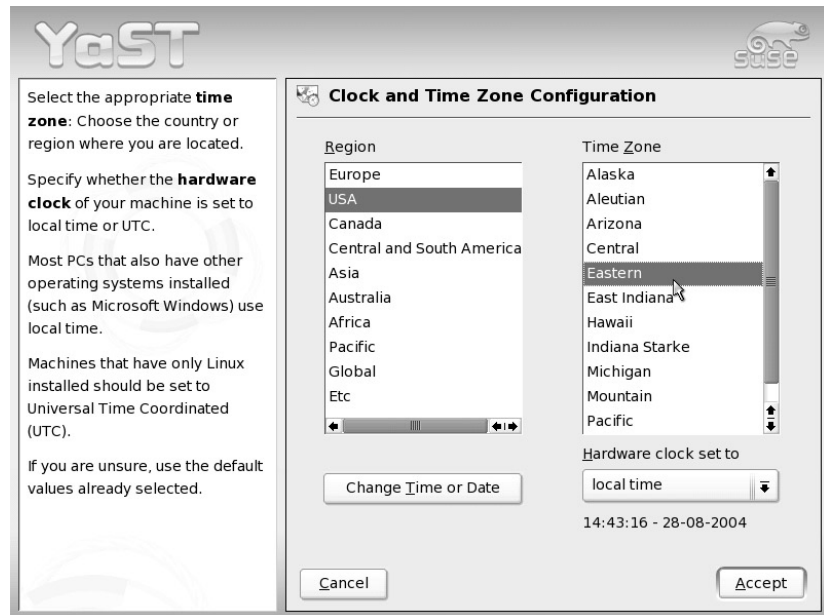 YaST
SUSE
Select the appropriate time
zone: Choose the country or
region where you are located.
Specify whether the hardware
clock of your machine is set to
local time or UTC.
Most PCs that also have other
operating systems installed
(such as Microsoft Windows) use
local time.
Machines that have only Linux
installed should be set to
Universal Time Coordinated
(UTC).
If you are unsure, use the default
values already selected.
Clock and Time Zone Configuration
Region
Europe
USA
Canada
Central and South America
Asia
Australia
Africa
Pacific
Global
Etc
Change Time or Date
Time Zone
Alaska
Aleutian
Arizona
Central
Eastern
East Indiana
Hawaii
Indiana Starke
Michigan
Mountain
Pacific
Hardware clock set to
local time
14:43:16 - 28-08-2004
Cancel
Accept